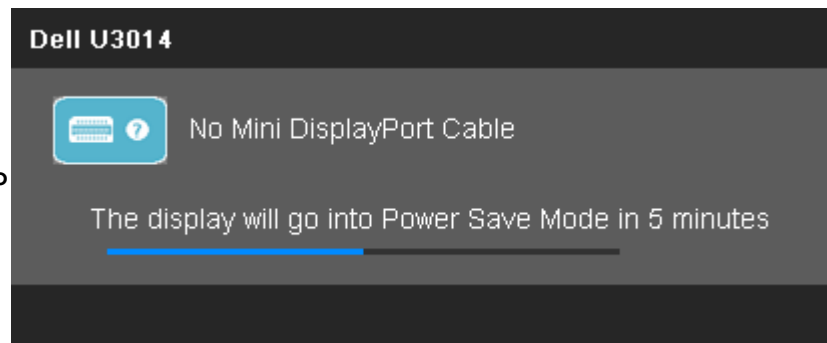 Dell U3014
No Mini DisplayPort Cable
The display will go into Power Save Mode in 5 minutes